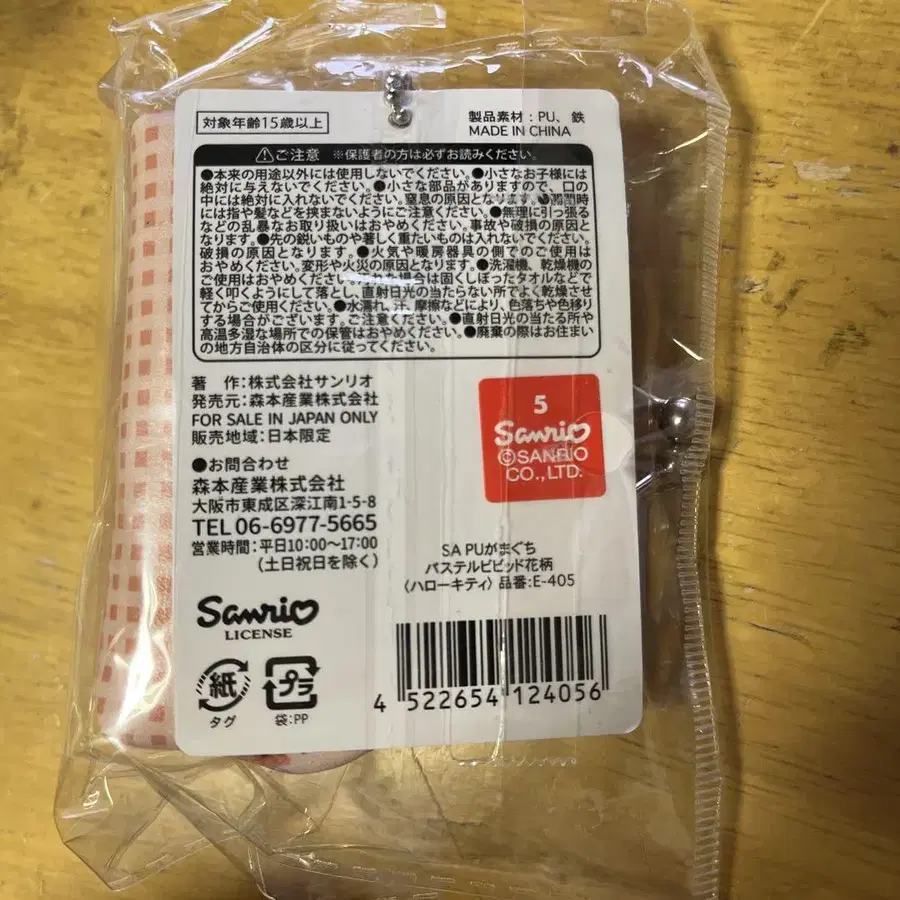 対象年齢15歳以上
製品素材：PU、鉄
MADE IN CHINA
ご注意 ※保護者の方は必ずお読みください。
●本来の用途以外には使用しないでください。●小さなお子様には
絶対に与えないでください。●小さな部品がありますので、口の
中には絶対に入れないでください。窒息の原因となります。●開閉時
には指や髪などを挟まないようにご注意ください。●無理に引っ張る
などの乱暴なお取り扱いはおやめください。事故や破損の原因と
なります。●先の鋭いものや著しく重たいものは入れないでください。
破損の原因となります。●火気や暖房器具の側でのご使用は
おやめください。変形や火災の原因となります。●洗濯機、乾燥機の
ご使用はおやめください。汚れた場合は固くしぼったタオルなどで
軽く叩くようにして落とし、直射日光の当たらない所でよく乾燥させ
てからご使用ください。●水濡れ、汗、摩擦などにより、色落ちや色移り
する場合がございます。ご注意ください。●直射日光の当たる所や
高温多湿な場所での保管はおやめください。●廃棄の際はお住まい
の地方自治体の区分に従ってください。
著 作：株式会社サンリオ
発売元：森本産業株式会社
FOR SALE IN JAPAN ONLY
販売地域：日本限定
●お問合わせ
森本産業株式会社
大阪市東成区深江南1-5-8
TEL 06-6977-5665
営業時間：平日10：00～17：00
（土日祝日を除く）
5
Sanrio
©SANRIO
CO.,LTD.
SA PUがまぐち
パステルビビッド花柄
〈ハローキティ〉品番：E-405
Sanrio
LICENSE
紙
タグ
プラ
袋：PP
4 522654 124056